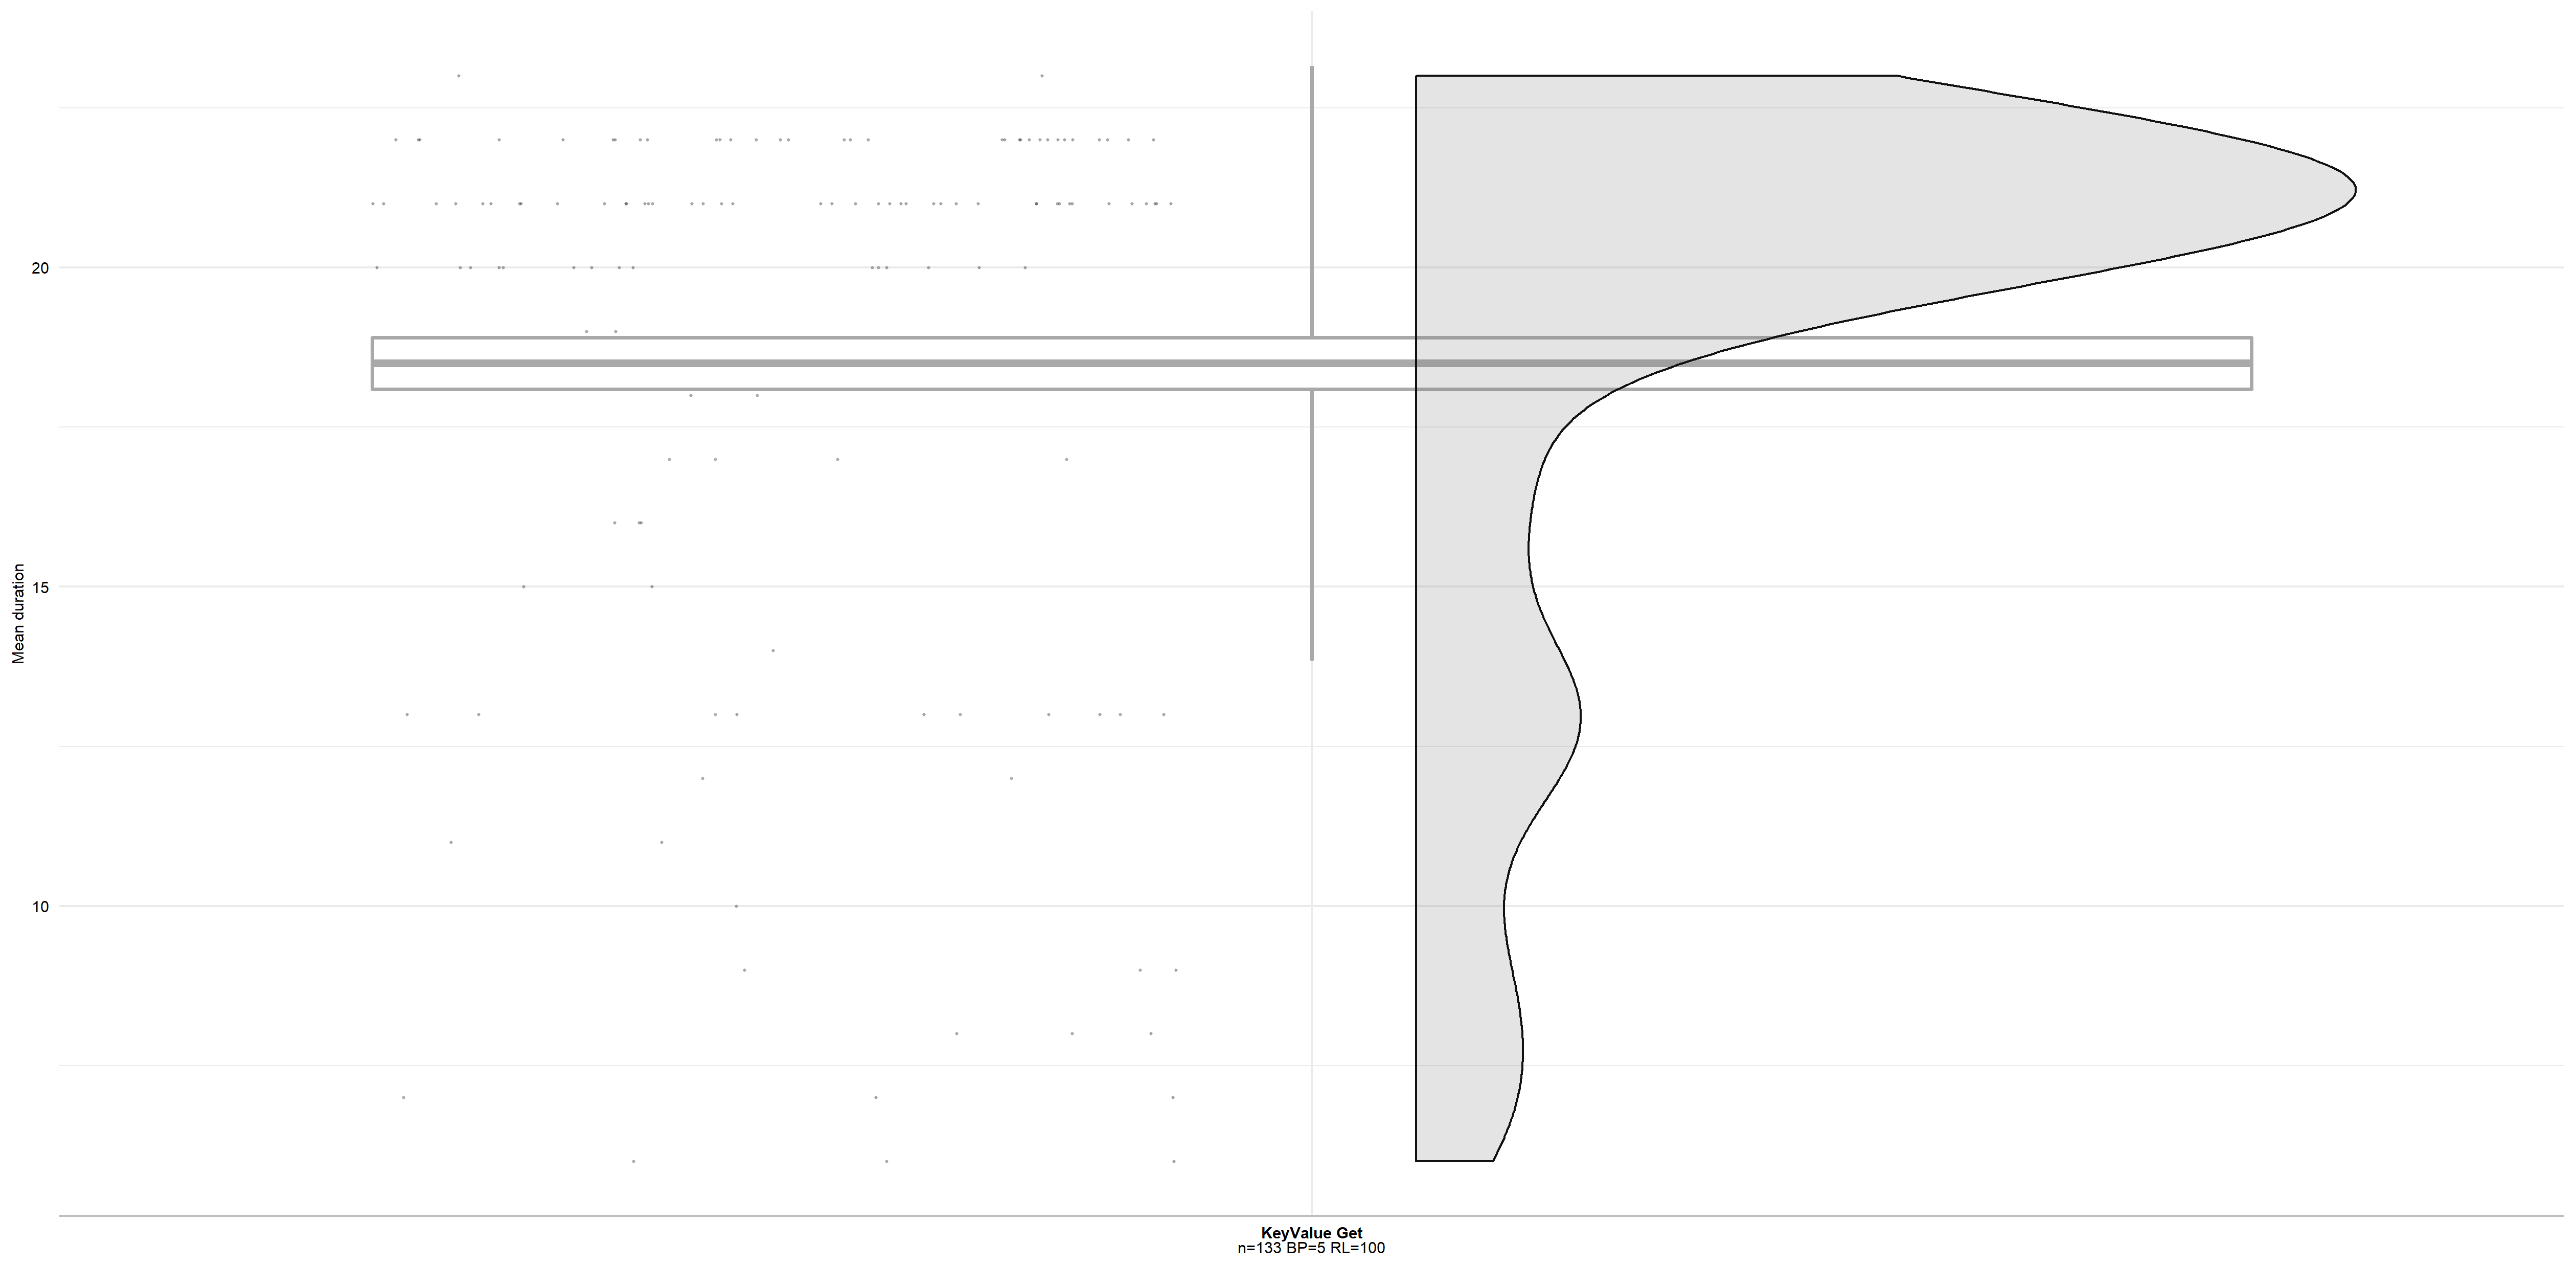 Mean duration
20
15
10
KeyValue Get
n=133 BP=5 RL=100